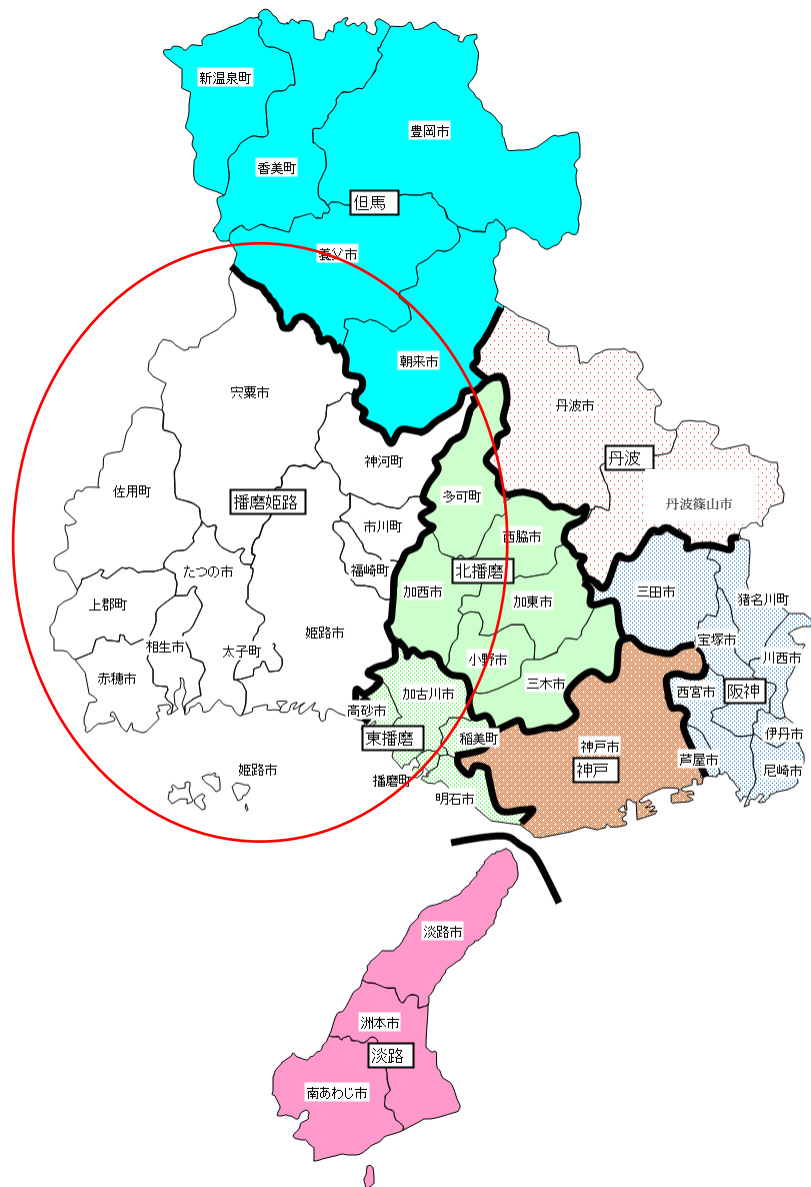 新温泉町
豊岡市
香美町
但馬
養父市
朝来市
宍粟市
丹波市
神河町
丹波
佐用町
多可町
播磨姫路
丹波篠山市
市川町
西脇市
福崎町
北播磨
たつの市
加西市
三田市
加東市
猪名川町
上郡町
姫路市
宝塚市
相生市
太子町
川西市
小野市
赤穂市
三木市
加古川市
西宮市
阪神
高砂市
伊丹市
東播磨
稲美町
神戸市
芦屋市
神戸
姫路市
播磨町
尼崎市
明石市
淡路市
洲本市
淡路
南あわじ市